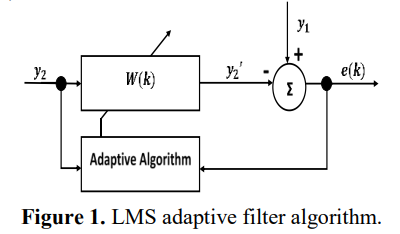 y₁
+
y₂
W(k)
y₂'
-
Σ
e(k)
Adaptive Algorithm
Figure 1. LMS adaptive filter algorithm.